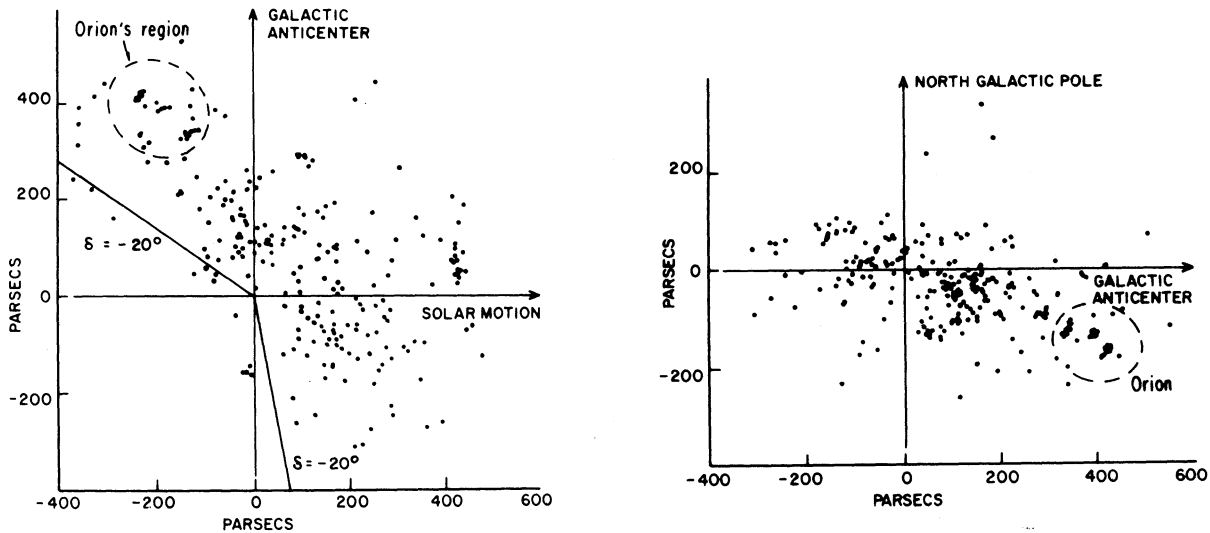 Orion's region
GALACTIC
ANTICENTER
400
200
0
-200
PARSECS
δ = -20°
SOLAR MOTION
δ = -20°
-400
-200
0
200
400
600
PARSECS
NORTH GALACTIC POLE
200
0
-200
PARSECS
GALACTIC
ANTICENTER
Orion
-400
-200
0
200
400
600
PARSECS